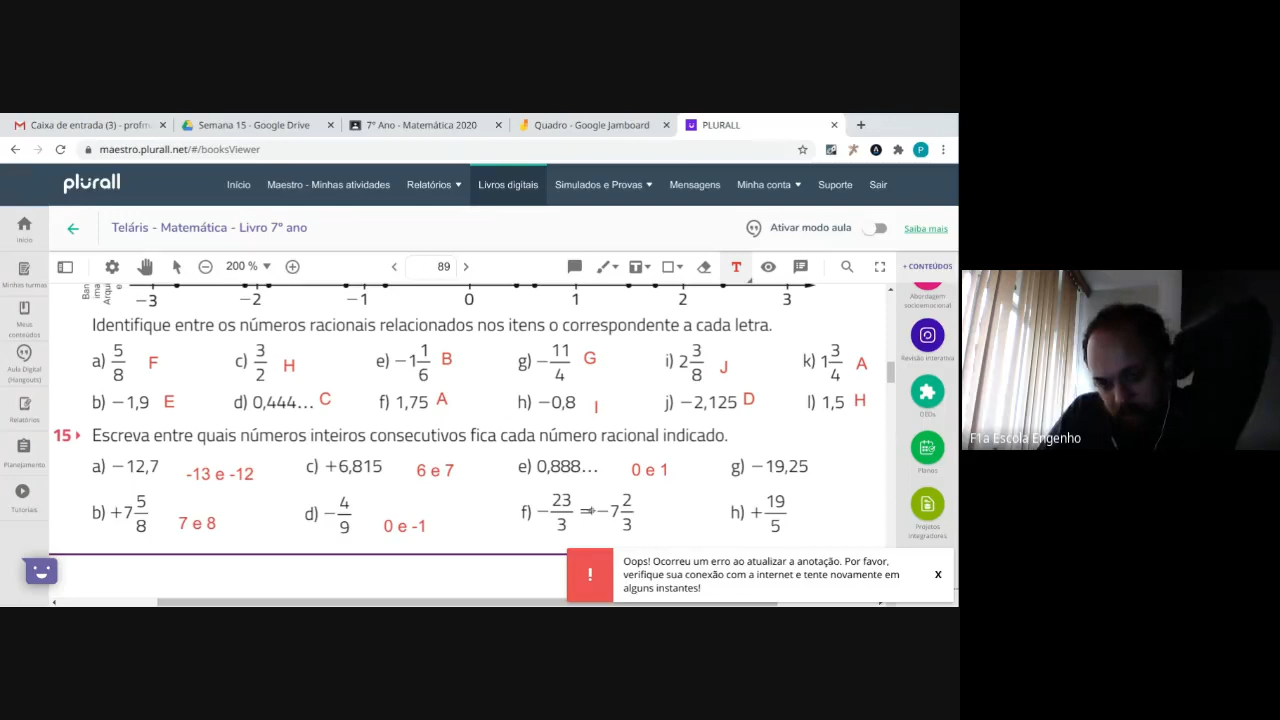 Caixa de entrada (3) - profm
Semana 15 - Google Drive
7º Ano - Matemática 2020
Quadro - Google Jamboard
PLURALL
maestro.plurall.net/#/booksViewer
P
plurall
Início
Maestro - Minhas atividades
Relatórios
Livros digitais
Simulados e Provas
Mensagens
Minha conta
Suporte
Sair
Início
Teláris - Matemática - Livro 7º ano
Ativar modo aula
Saiba mais
200 %
89
T
+ CONTEÚDOS
Minhas turmas
Meus conteúdos
Aula Digital (Hangouts)
Relatórios
Planejamento
Tutoriais
Abordagem socioemocional
Revisão interativa
OEDs
Planos
Projetos integradores
Ban
ima
Arqui
e
−3 −2 −1 0 1 2 3
Identifique entre os números racionais relacionados nos itens o correspondente a cada letra.
a) 5/8 F c) 3/2 H e) −1 1/6 B g) −11/4 G i) 2 3/8 J k) 1 3/4 A
b) −1,9 E d) 0,444... C f) 1,75 A h) −0,8 I j) −2,125 D l) 1,5 H
15 Escreva entre quais números inteiros consecutivos fica cada número racional indicado.
a) −12,7 -13 e -12 c) +6,815 6 e 7 e) 0,888... 0 e 1 g) −19,25
b) +7 5/8 7 e 8 d) −4/9 0 e -1 f) −23/3 = −7 2/3 h) +19/5
Oops! Ocorreu um erro ao atualizar a anotação. Por favor,
verifique sua conexão com a internet e tente novamente em
alguns instantes!
X
F1a Escola Engenho